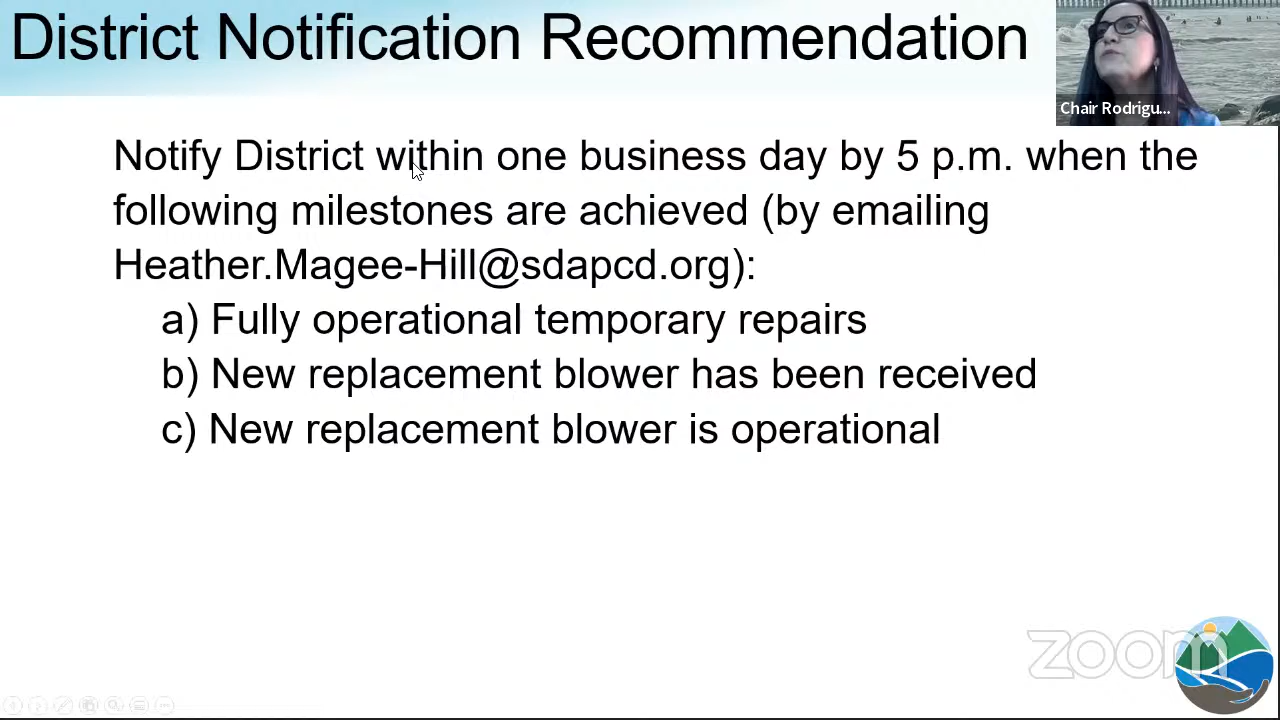 District Notification Recommendation
Chair Rodrigu...
Notify District within one business day by 5 p.m. when the
following milestones are achieved (by emailing
Heather.Magee-Hill@sdapcd.org):
a) Fully operational temporary repairs
b) New replacement blower has been received
c) New replacement blower is operational
zoom